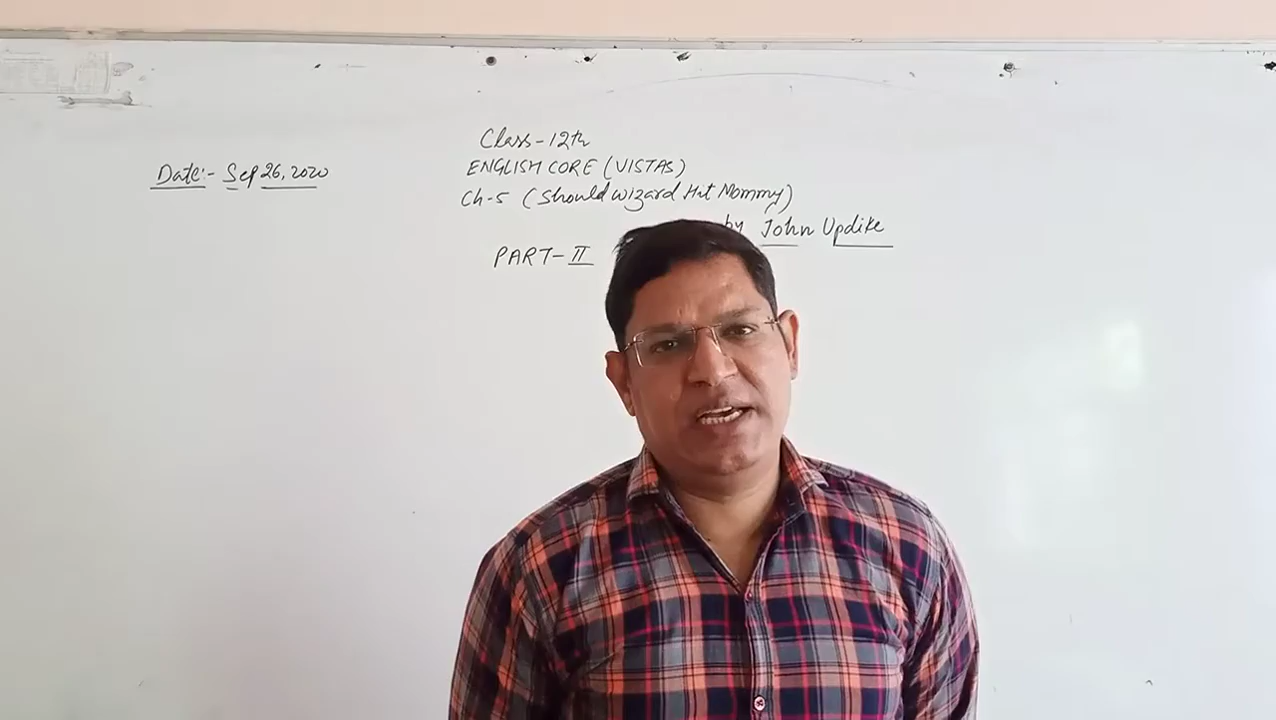 Class-12th
Date:- Sep 26, 2020
ENGLISH CORE (VISTAS)
Ch-5 (Should wizard Hit Mommy)
by John Updike
PART-II